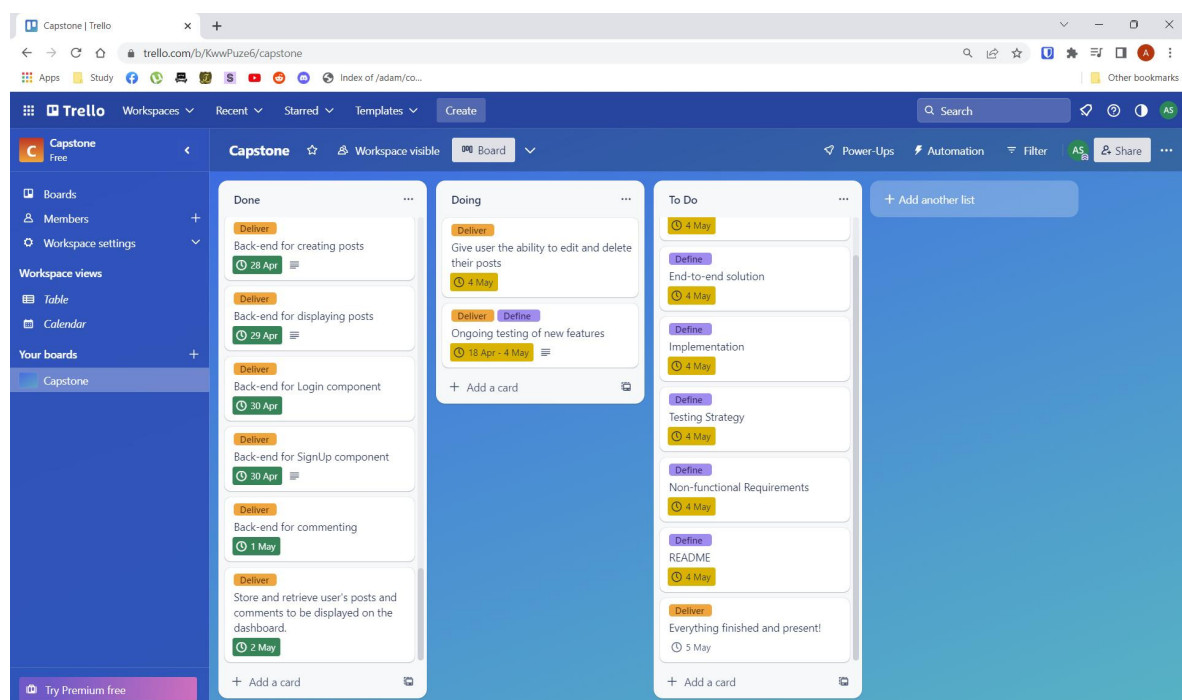 Capstone | Trello
trello.com/b/KwwPuze6/capstone
A
Apps Study S Index of /adam/co... Other bookmarks
Trello Workspaces Recent Starred Templates Create Search AS
C Capstone
Free
Capstone Workspace visible Board Power-Ups Automation Filter AS Share
Boards
Members
Workspace settings
Workspace views
Table
Calendar
Your boards
Capstone
Try Premium free
Done
Deliver
Back-end for creating posts
28 Apr
Deliver
Back-end for displaying posts
29 Apr
Deliver
Back-end for Login component
30 Apr
Deliver
Back-end for SignUp component
30 Apr
Deliver
Back-end for commenting
1 May
Deliver
Store and retrieve user's posts and
comments to be displayed on the
dashboard.
2 May
+ Add a card
Doing
Deliver
Give user the ability to edit and delete
their posts
4 May
Deliver Define
Ongoing testing of new features
18 Apr - 4 May
+ Add a card
To Do
4 May
Define
End-to-end solution
4 May
Define
Implementation
4 May
Define
Testing Strategy
4 May
Define
Non-functional Requirements
4 May
Define
README
4 May
Deliver
Everything finished and present!
5 May
+ Add a card
+ Add another list